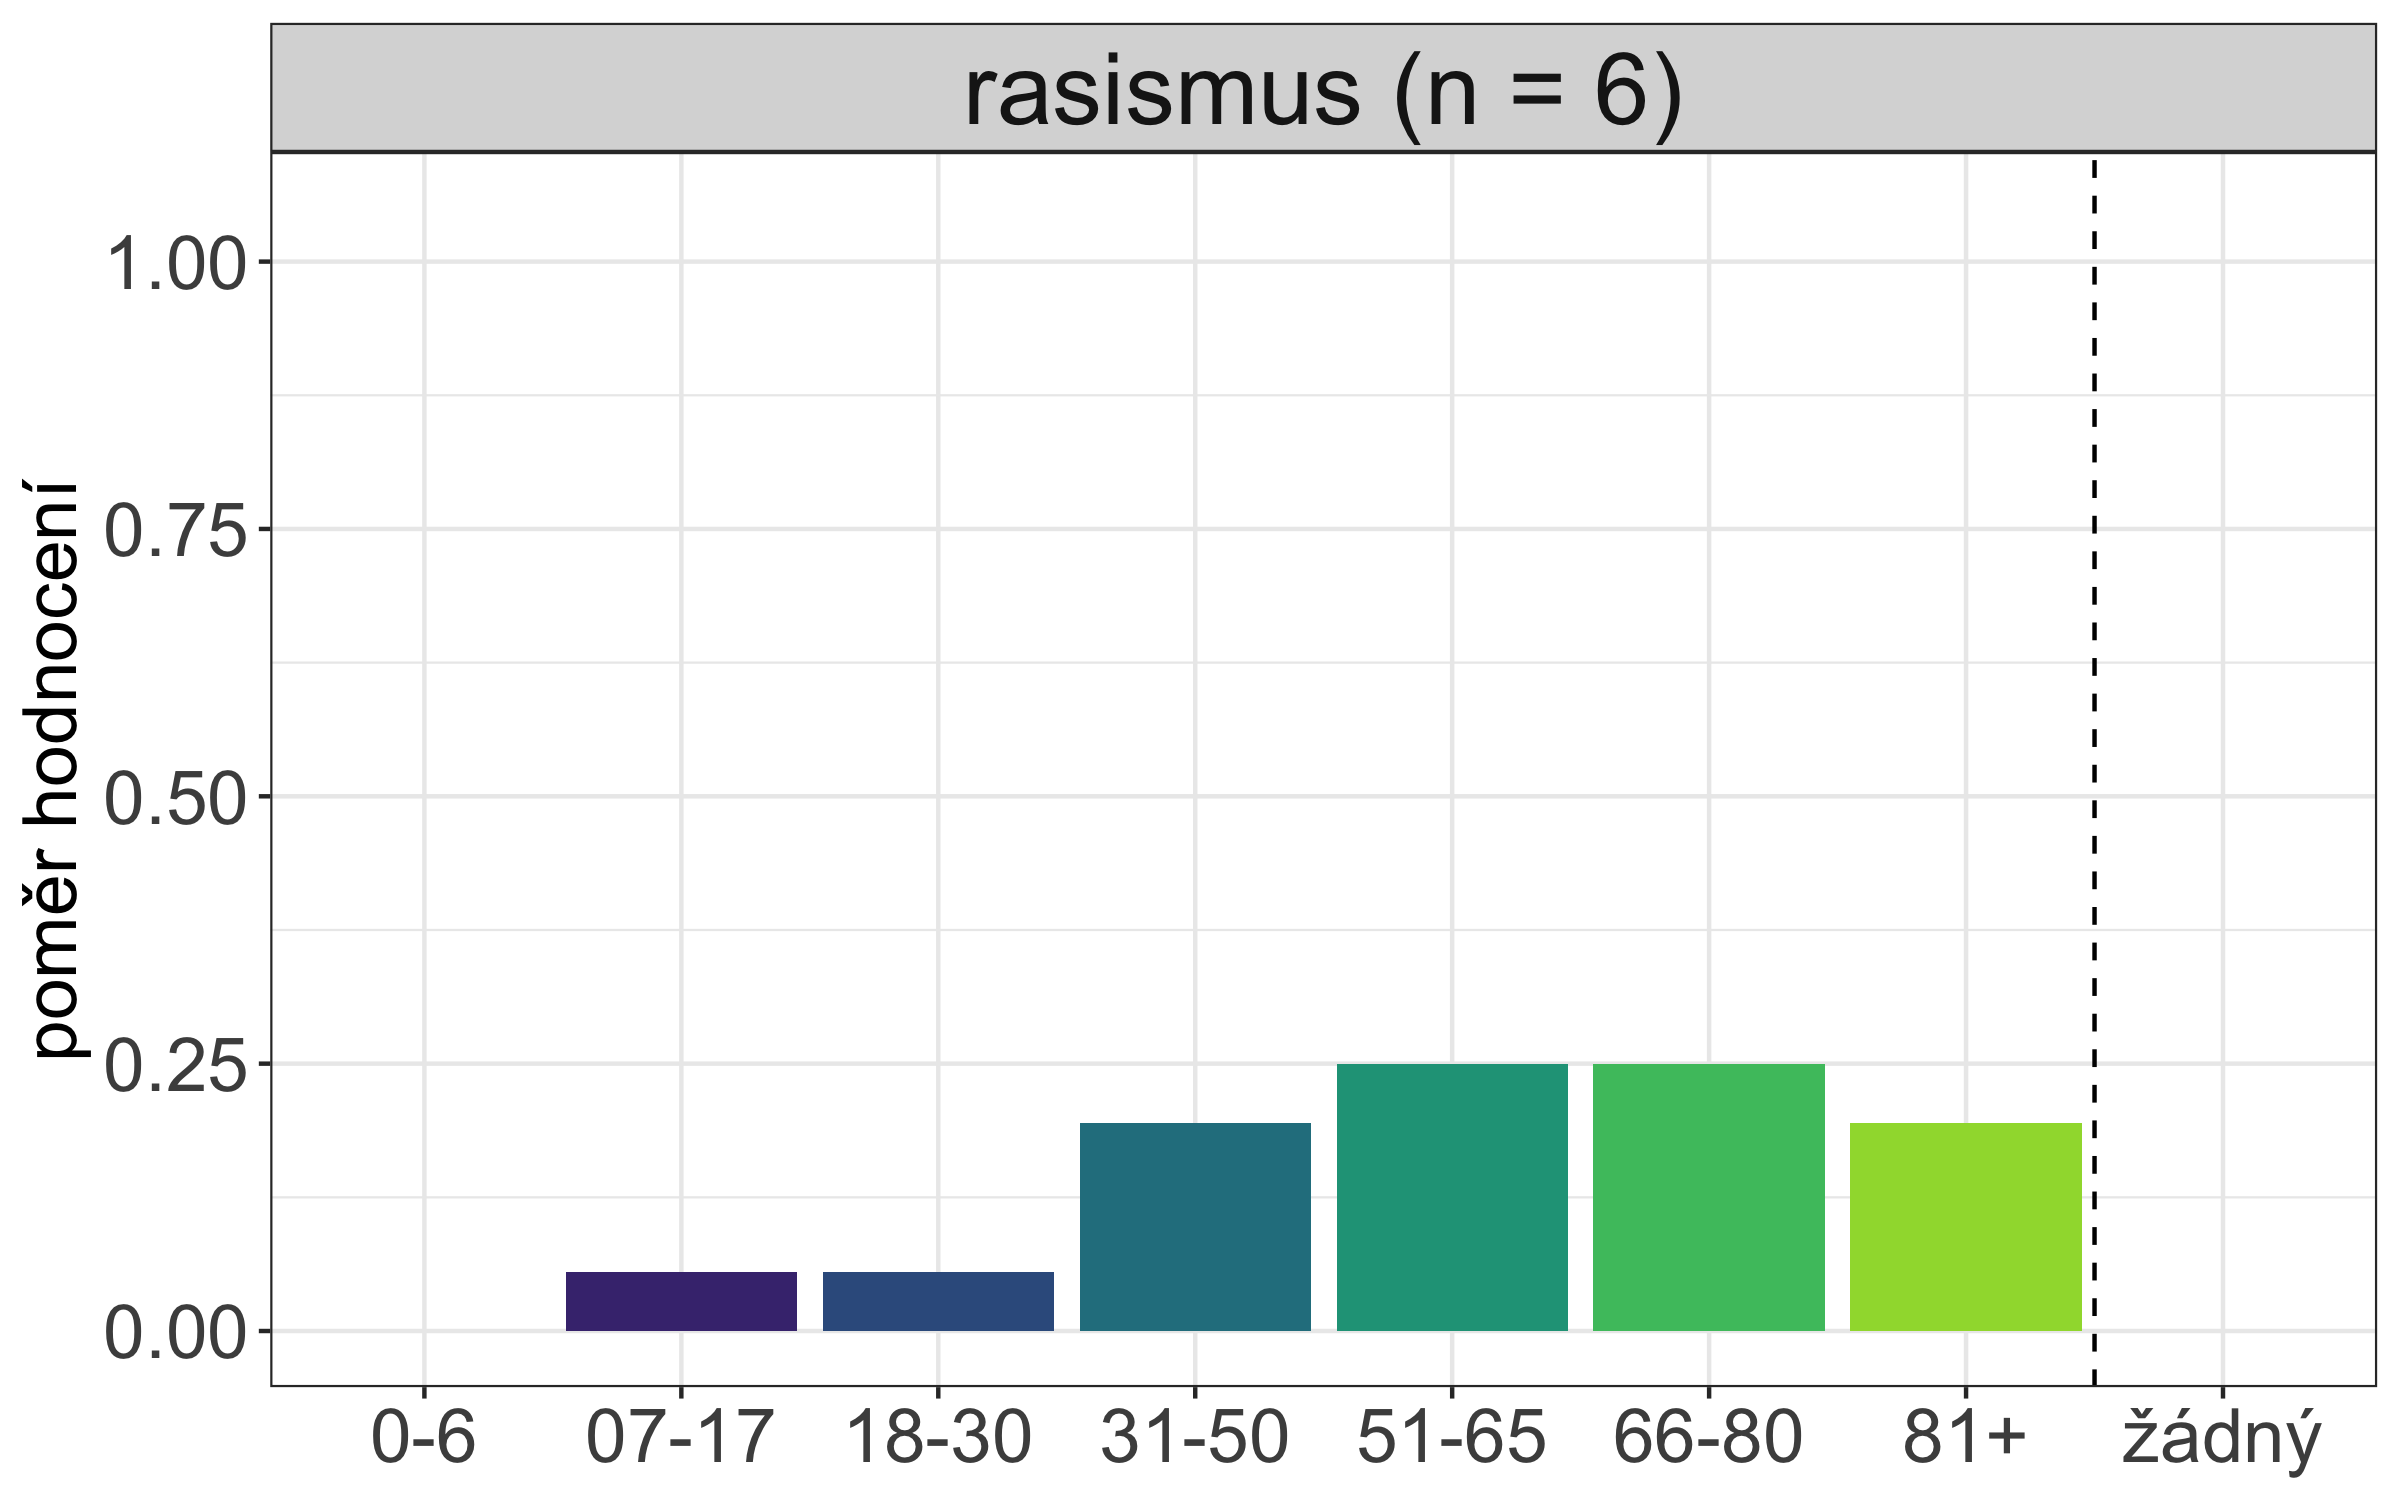 rasismus (n = 6)
poměr hodnocení
1.00
0.75
0.50
0.25
0.00
0-6 07-17 18-30 31-50 51-65 66-80 81+ žádný